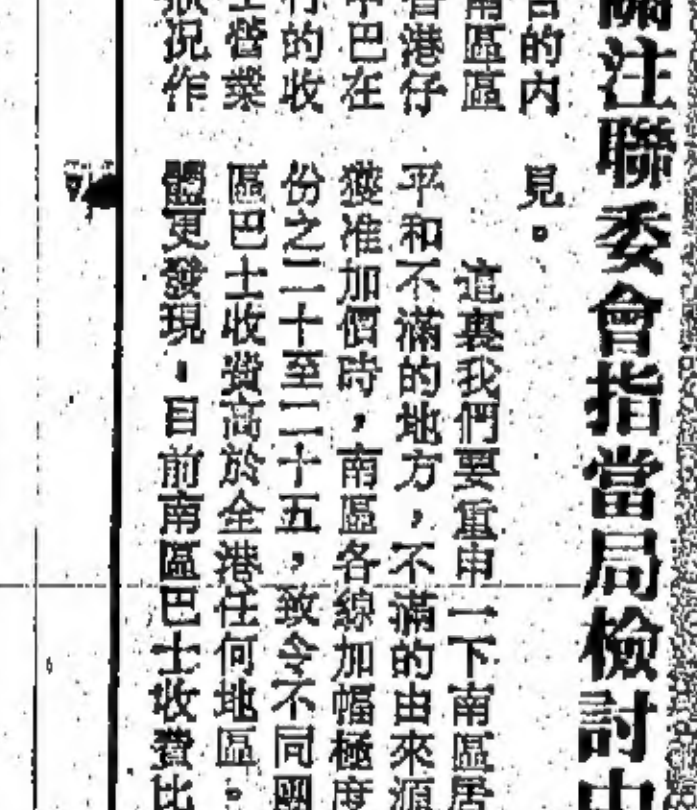 關注聯委會指當局檢討中
的內
南區區
香港仔
中巴在
的收
營業
狀況作
見。
這裏我們要重申一下南區居
平和不滿的地方，不滿的由來源
獲准加價時，南區各線加幅極度
份之二十至二十五，致令不同團
區巴士收費高於全港任何地區。
體更發現，目前南區巴士收費比